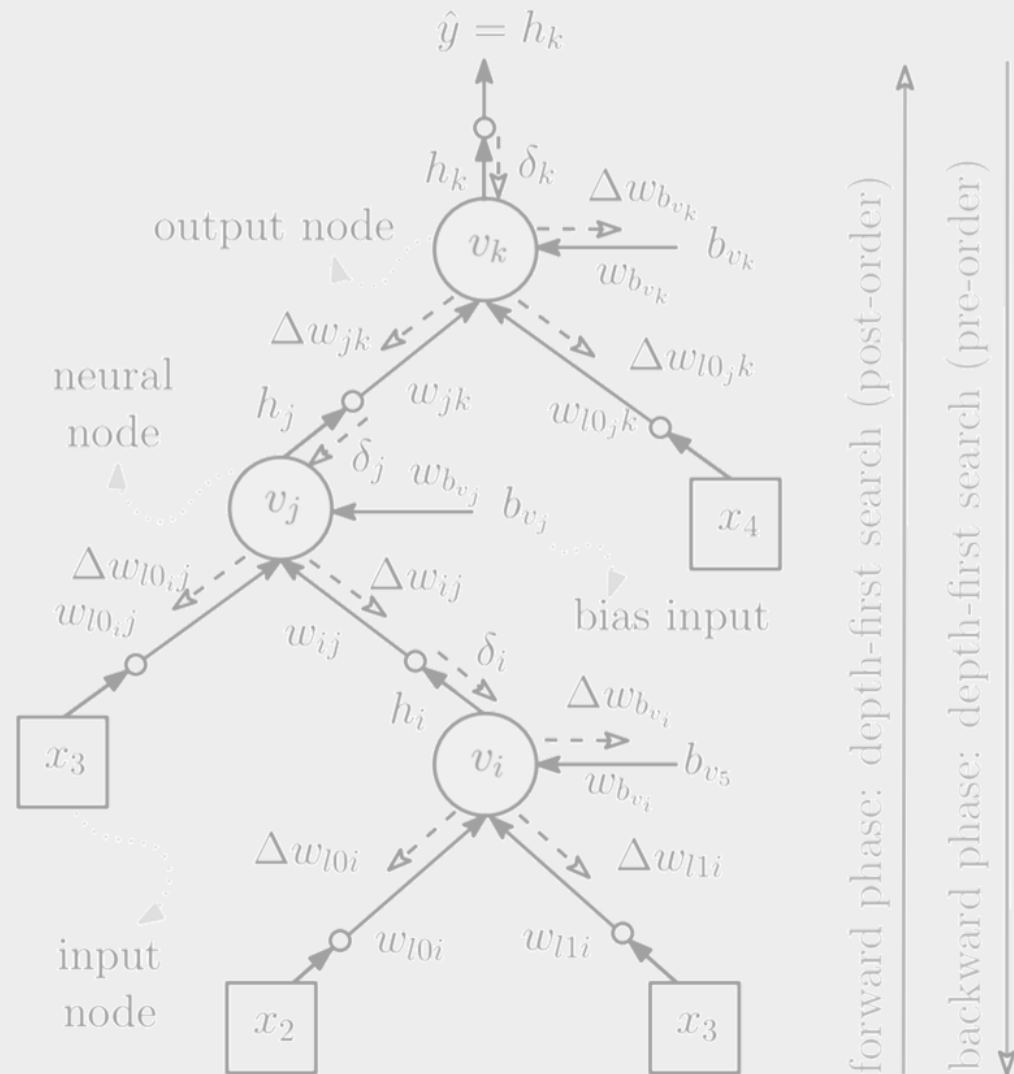 ŷ = h_k
h_k
δ_k
Δw_{b_{v_k}}
output node
v_k
b_{v_k}
w_{b_{v_k}}
Δw_{jk}
Δw_{l0_jk}
neural
node
h_j
w_{jk}
w_{l0_jk}
δ_j
w_{b_{v_j}}
b_{v_j}
v_j
x_4
Δw_{l0_ij}
Δw_{ij}
w_{l0_ij}
w_{ij}
bias input
δ_i
Δw_{b_{v_i}}
h_i
x_3
v_i
b_{v_5}
w_{b_{v_i}}
Δw_{l0i}
Δw_{l1i}
input
node
w_{l0i}
w_{l1i}
x_2
x_3
forward phase: depth-first search (post-order)
backward phase: depth-first search (pre-order)